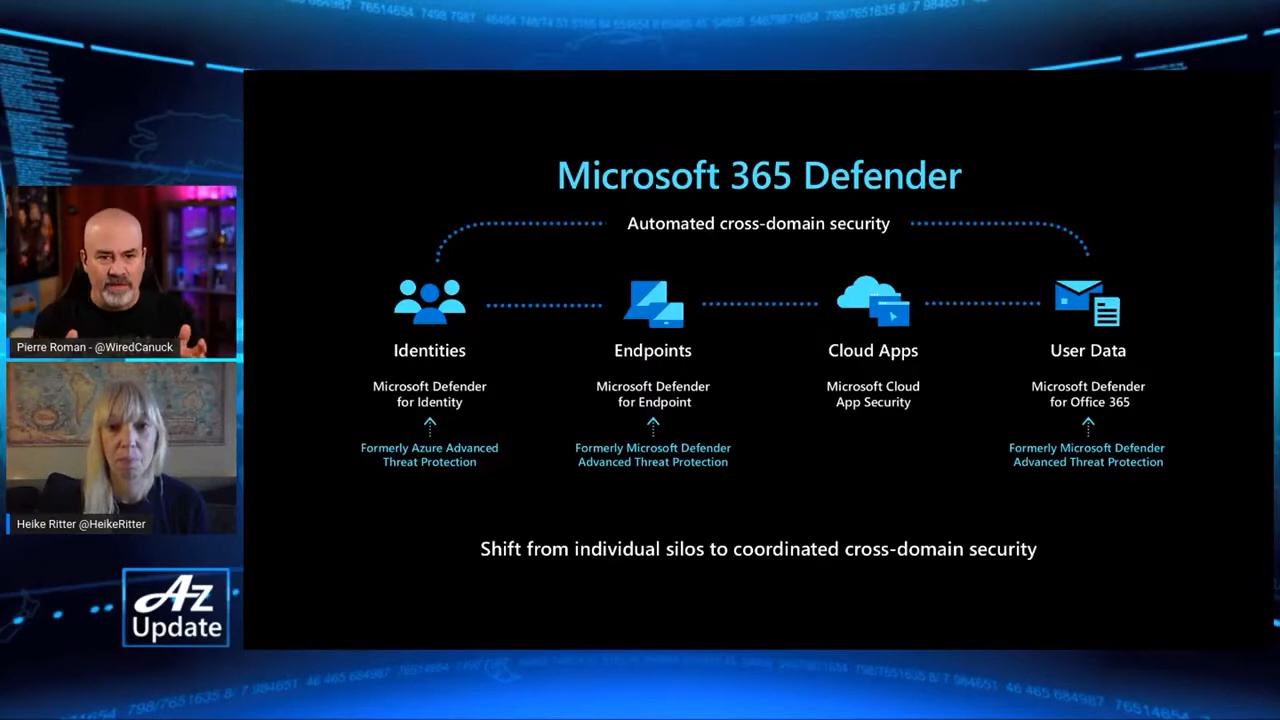 Microsoft 365 Defender
Automated cross-domain security
Identities
Endpoints
Cloud Apps
User Data
Microsoft Defender
for Identity
Microsoft Defender
for Endpoint
Microsoft Cloud
App Security
Microsoft Defender
for Office 365
Formerly Azure Advanced
Threat Protection
Formerly Microsoft Defender
Advanced Threat Protection
Formerly Microsoft Defender
Advanced Threat Protection
Shift from individual silos to coordinated cross-domain security
Pierre Roman - @WiredCanuck
Heike Ritter @HeikeRitter
Az
Update